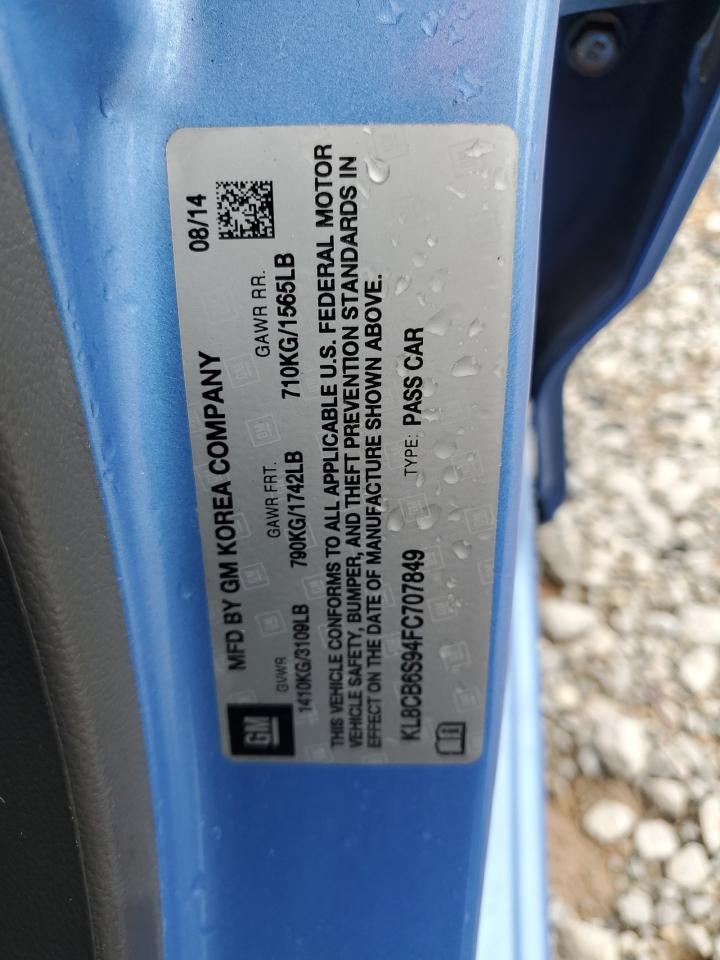 MFD BY GM KOREA COMPANY 08/14
GVWR GAWR FRT. GAWR RR.
1410KG/3109LB 790KG/1742LB 710KG/1565LB
THIS VEHICLE CONFORMS TO ALL APPLICABLE U.S. FEDERAL MOTOR
VEHICLE SAFETY, BUMPER, AND THEFT PREVENTION STANDARDS IN
EFFECT ON THE DATE OF MANUFACTURE SHOWN ABOVE.
KL8CB6S94FC707849 TYPE: PASS CAR
GM